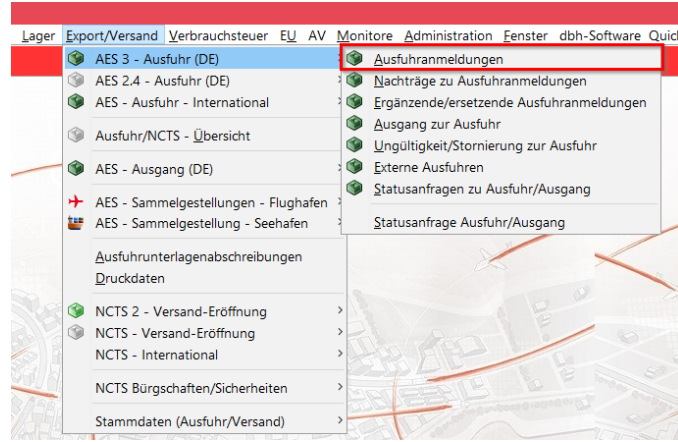 Lager Export/Versand Verbrauchsteuer EU AV Monitore Administration Fenster dbh-Software
AES 3 - Ausfuhr (DE)
AES 2.4 - Ausfuhr (DE)
AES - Ausfuhr - International
Ausfuhr/NCTS - Übersicht
AES - Ausgang (DE)
AES - Sammelgestellungen - Flughafen
AES - Sammelgestellung - Seehafen
Ausfuhrunterlagenabschreibungen
Druckdaten
NCTS 2 - Versand-Eröffnung
NCTS - Versand-Eröffnung
NCTS - International
NCTS Bürgschaften/Sicherheiten
Stammdaten (Ausfuhr/Versand)
Ausfuhranmeldungen
Nachträge zu Ausfuhranmeldungen
Ergänzende/ersetzende Ausfuhranmeldungen
Ausgang zur Ausfuhr
Ungültigkeit/Stornierung zur Ausfuhr
Externe Ausfuhren
Statusanfragen zu Ausfuhr/Ausgang
Statusanfrage Ausfuhr/Ausgang